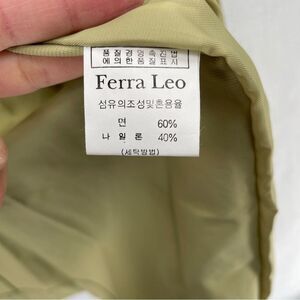 품질경영촉진법
에의한품질표시
Ferra Leo
섬유의조성및혼용율
면 60%
나일론 40%
(세탁방법)